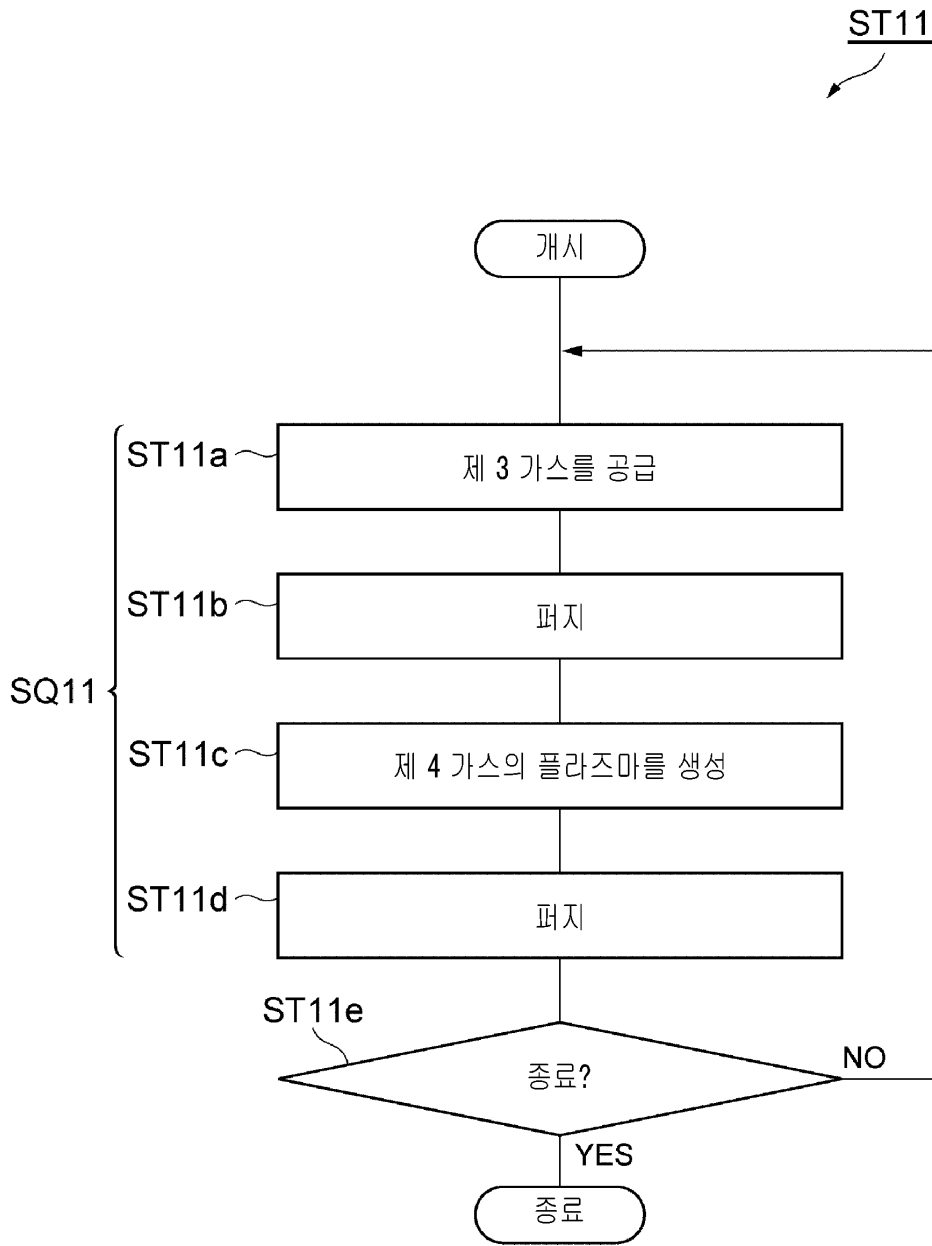 ST11
개시
ST11a
제 3 가스를 공급
ST11b
퍼지
SQ11
ST11c
제 4 가스의 플라즈마를 생성
ST11d
퍼지
ST11e
종료?
NO
YES
종료